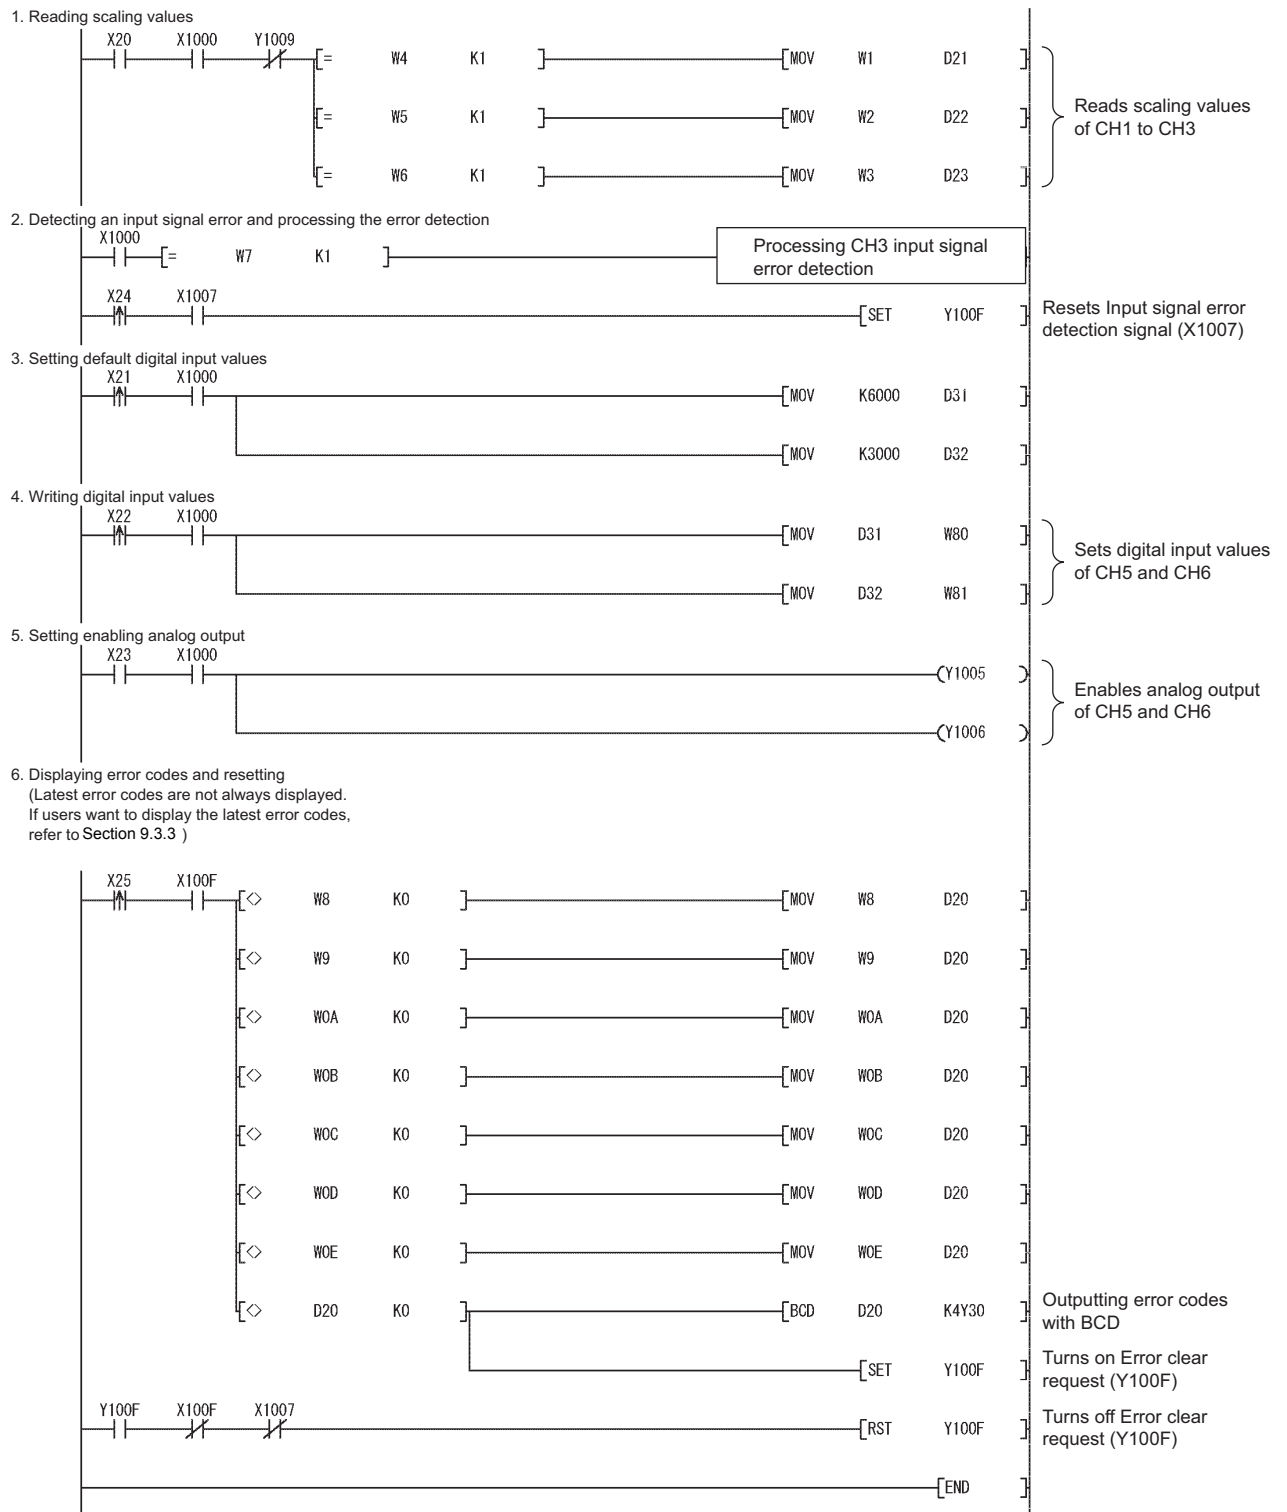 1. Reading scaling values
X20 X1000 Y1009
[= W4 K1 ] [MOV W1 D21 ]
[= W5 K1 ] [MOV W2 D22 ]
[= W6 K1 ] [MOV W3 D23 ]
Reads scaling values
of CH1 to CH3
2. Detecting an input signal error and processing the error detection
X1000
[= W7 K1 ]
Processing CH3 input signal
error detection
X24 X1007
[SET Y100F ]
Resets Input signal error
detection signal (X1007)
3. Setting default digital input values
X21 X1000
[MOV K6000 D31 ]
[MOV K3000 D32 ]
4. Writing digital input values
X22 X1000
[MOV D31 W80 ]
[MOV D32 W81 ]
Sets digital input values
of CH5 and CH6
5. Setting enabling analog output
X23 X1000
(Y1005 )
(Y1006 )
Enables analog output
of CH5 and CH6
6. Displaying error codes and resetting
(Latest error codes are not always displayed.
If users want to display the latest error codes,
refer to Section 9.3.3 )
X25 X100F
[<> W8 K0 ] [MOV W8 D20 ]
[<> W9 K0 ] [MOV W9 D20 ]
[<> W0A K0 ] [MOV W0A D20 ]
[<> W0B K0 ] [MOV W0B D20 ]
[<> W0C K0 ] [MOV W0C D20 ]
[<> W0D K0 ] [MOV W0D D20 ]
[<> W0E K0 ] [MOV W0E D20 ]
[<> D20 K0 ] [BCD D20 K4Y30 ]
Outputting error codes
with BCD
[SET Y100F ]
Turns on Error clear
request (Y100F)
Y100F X100F X1007
[RST Y100F ]
Turns off Error clear
request (Y100F)
[END ]